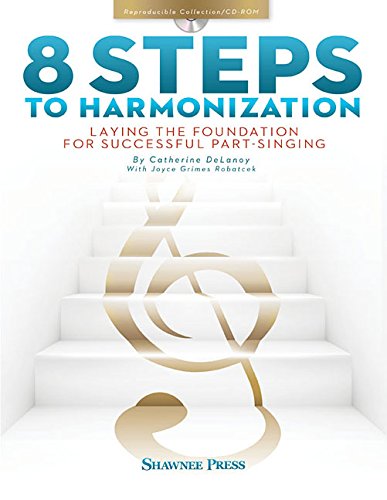 Reproducible Collection/CD-ROM
8 STEPS
TO HARMONIZATION
LAYING THE FOUNDATION
FOR SUCCESSFUL PART-SINGING
By Catherine DeLanoy
With Joyce Grimes Robatcek
SHAWNEE PRESS